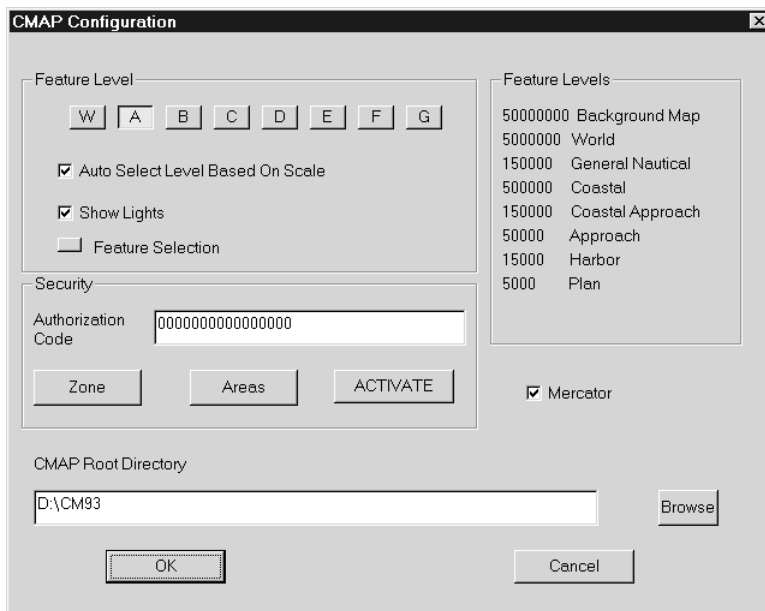 CMAP Configuration
Feature Level
W A B C D E F G
Auto Select Level Based On Scale
Show Lights
Feature Selection
Feature Levels
50000000 Background Map
5000000 World
150000 General Nautical
500000 Coastal
150000 Coastal Approach
50000 Approach
15000 Harbor
5000 Plan
Security
Authorization
Code
0000000000000000
Zone Areas ACTIVATE
Mercator
CMAP Root Directory
D:\CM93
Browse
OK Cancel